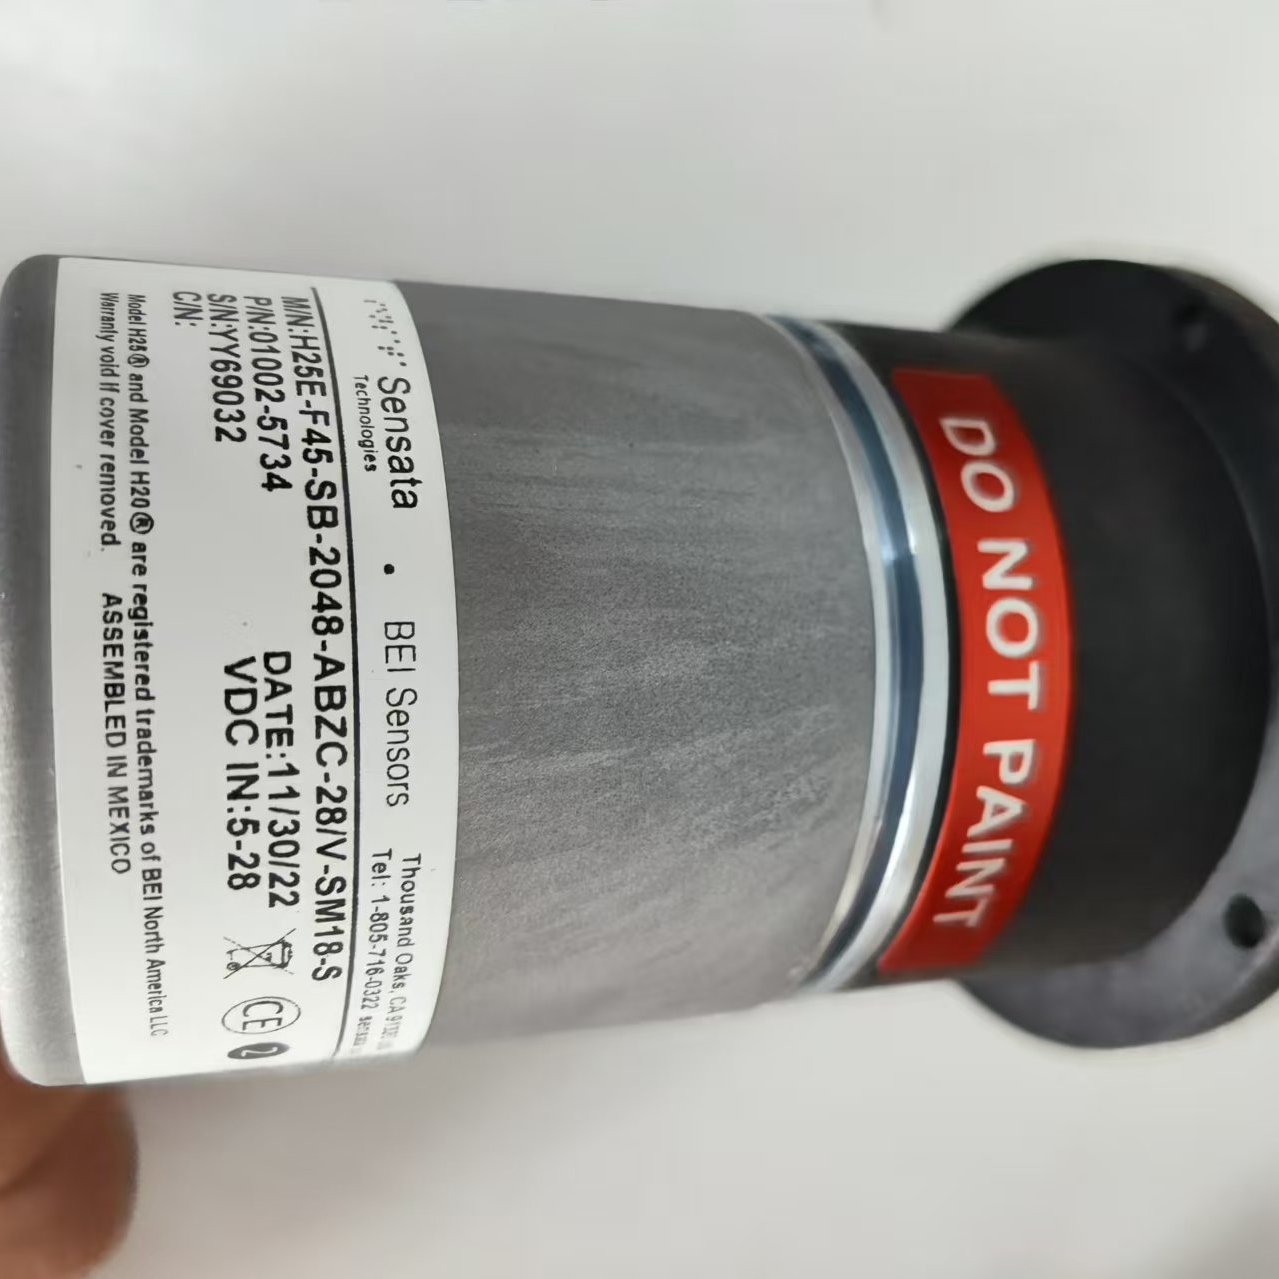 Sensata
Technologies
• BEI Sensors
Thousand Oaks, CA
Tel: 1-805-716-0322
M/N:H25E-F45-SB-2048-ABZC-28/V-SM18-S
P/N:01002-5734 DATE:11/30/22
S/N:YY69032 VDC IN:5-28
C/N:
CE 2
Model H25® and Model H20® are registered trademarks of BEI North America LLC
Warranty void if cover removed. ASSEMBLED IN MEXICO
DO NOT PAINT